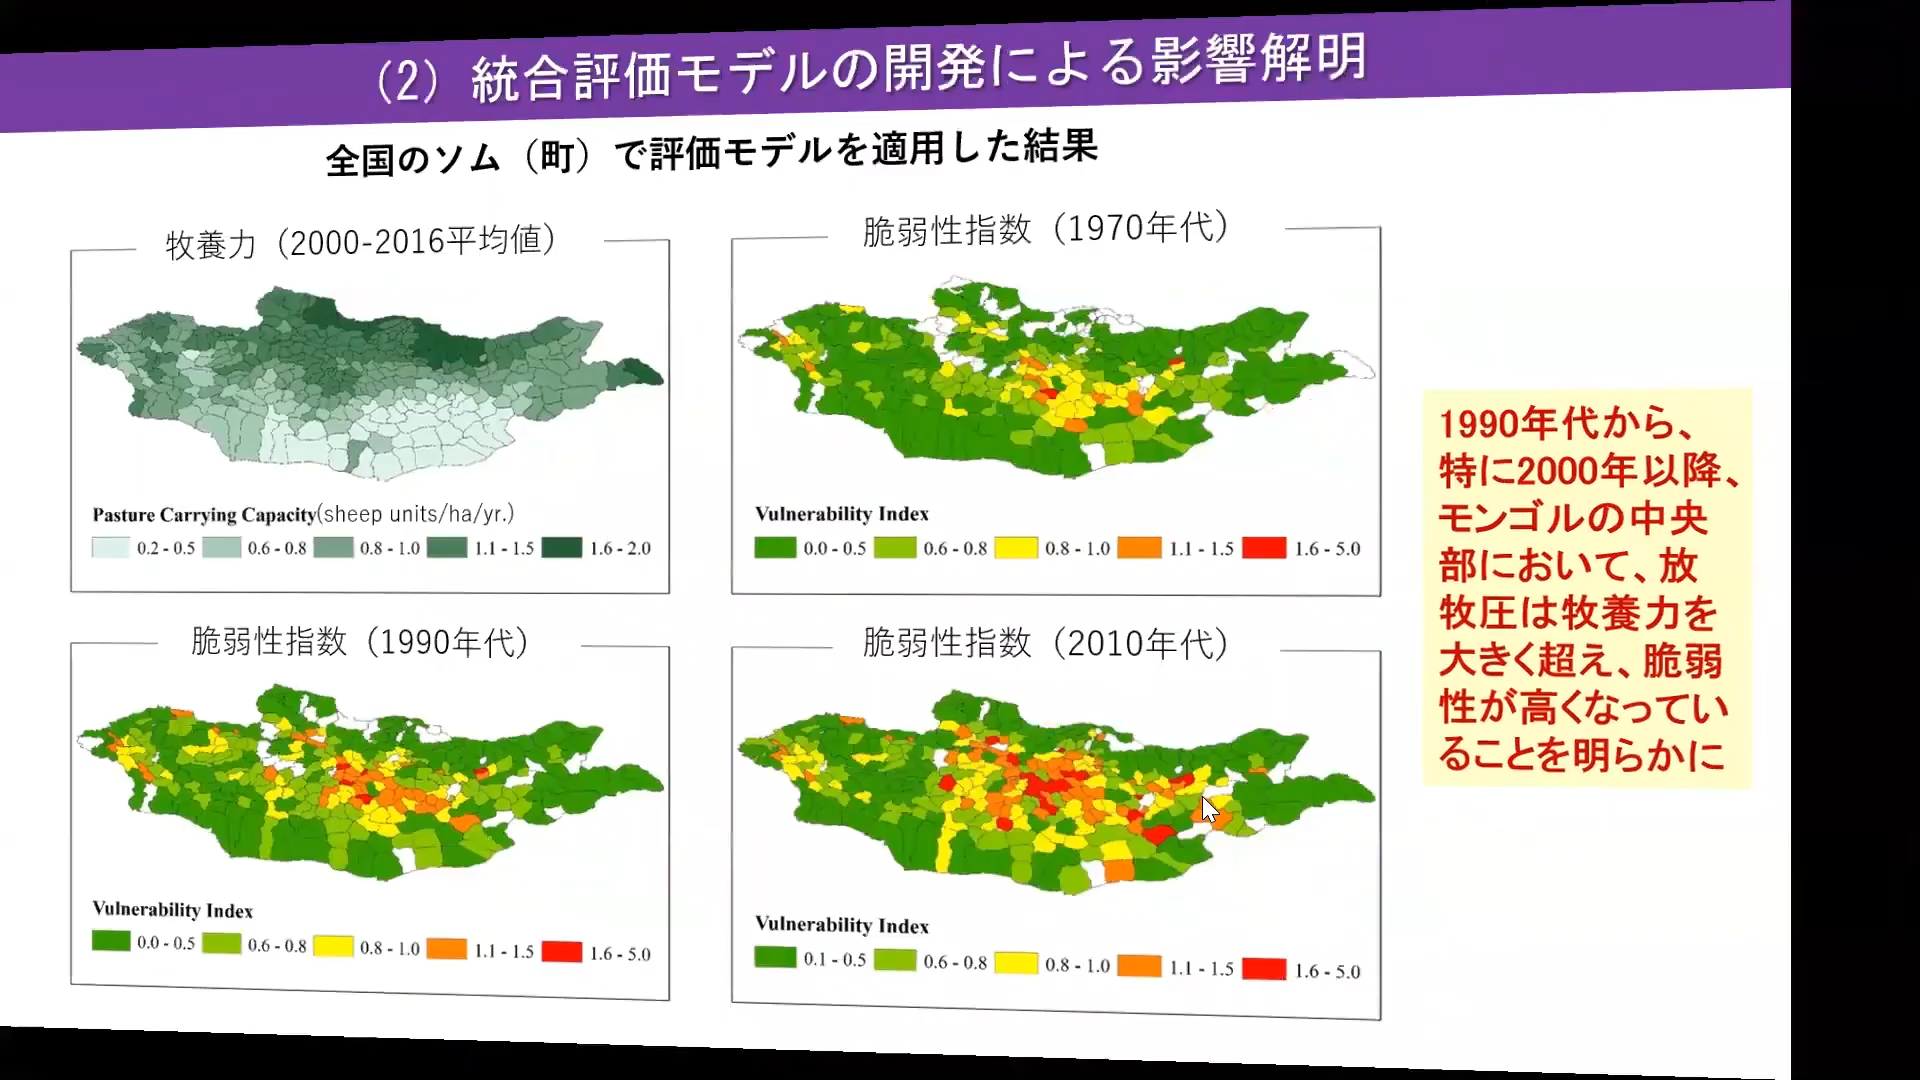 （2）統合評価モデルの開発による影響解明
全国のソム（町）で評価モデルを適用した結果
牧養力（2000-2016平均値）
Pasture Carrying Capacity(sheep units/ha/yr.)
0.2 - 0.5 0.6 - 0.8 0.8 - 1.0 1.1 - 1.5 1.6 - 2.0
脆弱性指数（1970年代）
Vulnerability Index
0.0 - 0.5 0.6 - 0.8 0.8 - 1.0 1.1 - 1.5 1.6 - 5.0
脆弱性指数（1990年代）
Vulnerability Index
0.0 - 0.5 0.6 - 0.8 0.8 - 1.0 1.1 - 1.5 1.6 - 5.0
脆弱性指数（2010年代）
Vulnerability Index
0.1 - 0.5 0.6 - 0.8 0.8 - 1.0 1.1 - 1.5 1.6 - 5.0
1990年代から、
特に2000年以降、
モンゴルの中央
部において、放
牧圧は牧養力を
大きく超え、脆弱
性が高くなってい
ることを明らかに